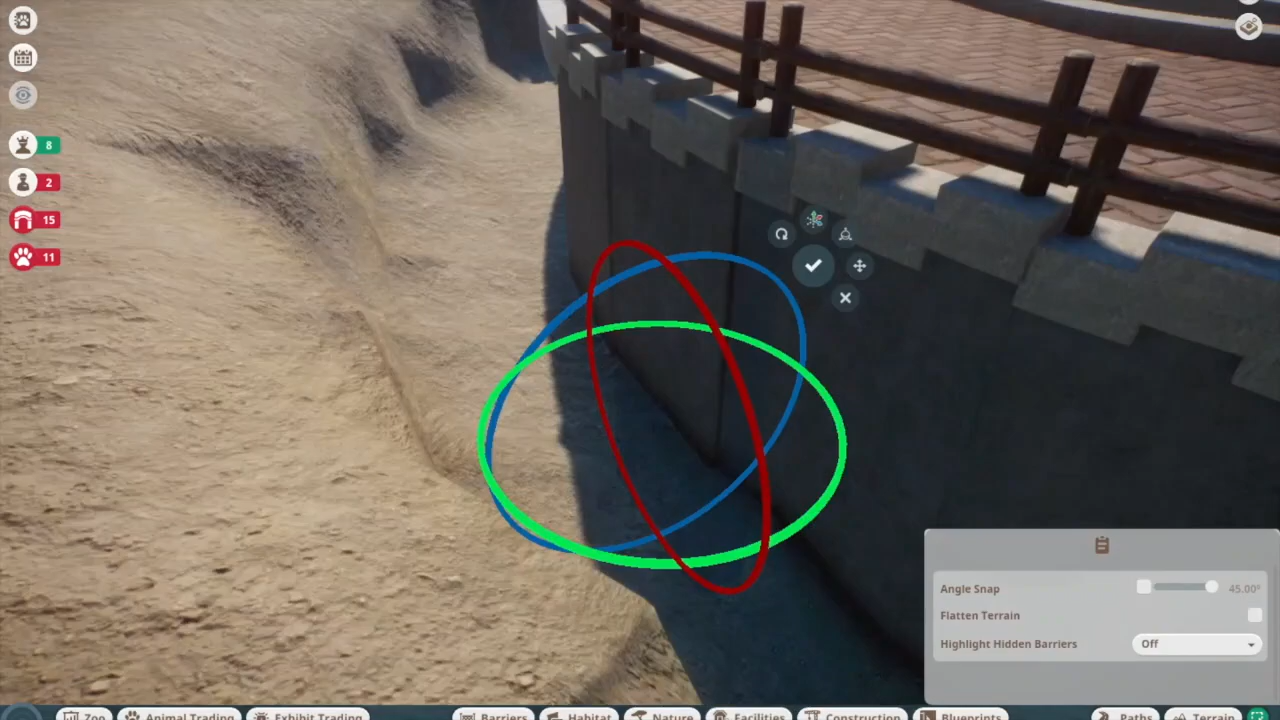 8
2
15
11
Angle Snap 45.00°
Flatten Terrain
Highlight Hidden Barriers Off
Zoo Animal Trading Exhibit Trading Barriers Habitat Nature Facilities Construction Blueprints Paths Terrain